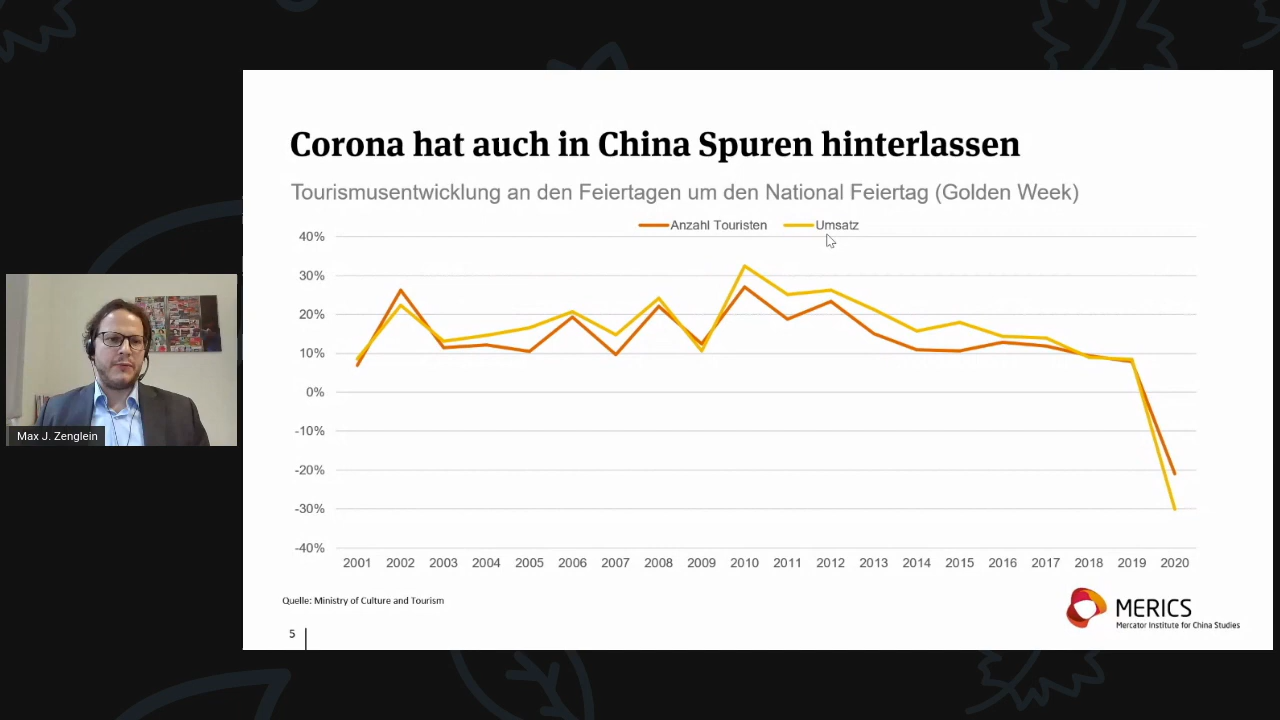 Corona hat auch in China Spuren hinterlassen
Tourismusentwicklung an den Feiertagen um den National Feiertag (Golden Week)
Anzahl Touristen Umsatz
40%
30%
20%
10%
0%
-10%
-20%
-30%
-40%
2001 2002 2003 2004 2005 2006 2007 2008 2009 2010 2011 2012 2013 2014 2015 2016 2017 2018 2019 2020
Max J. Zenglein
Quelle: Ministry of Culture and Tourism
MERICS
Mercator Institute for China Studies
5